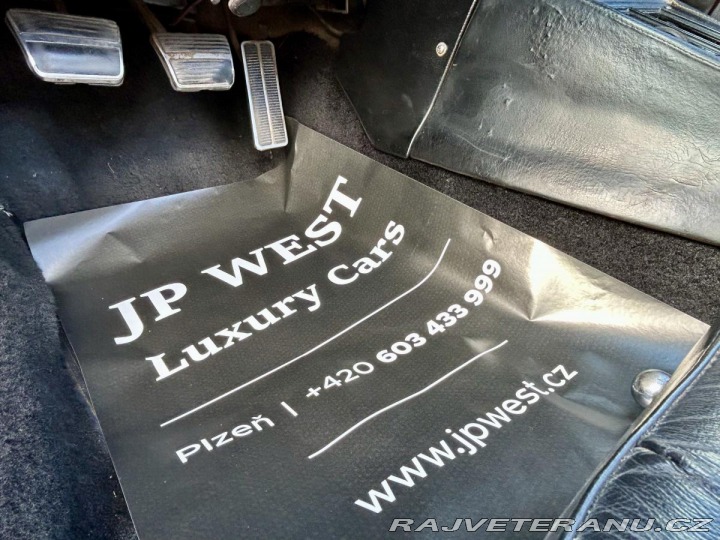 JP WEST
Luxury Cars
Plzeň | +420 603 433 999
www.jpwest.cz
RAJVETERANU.CZ